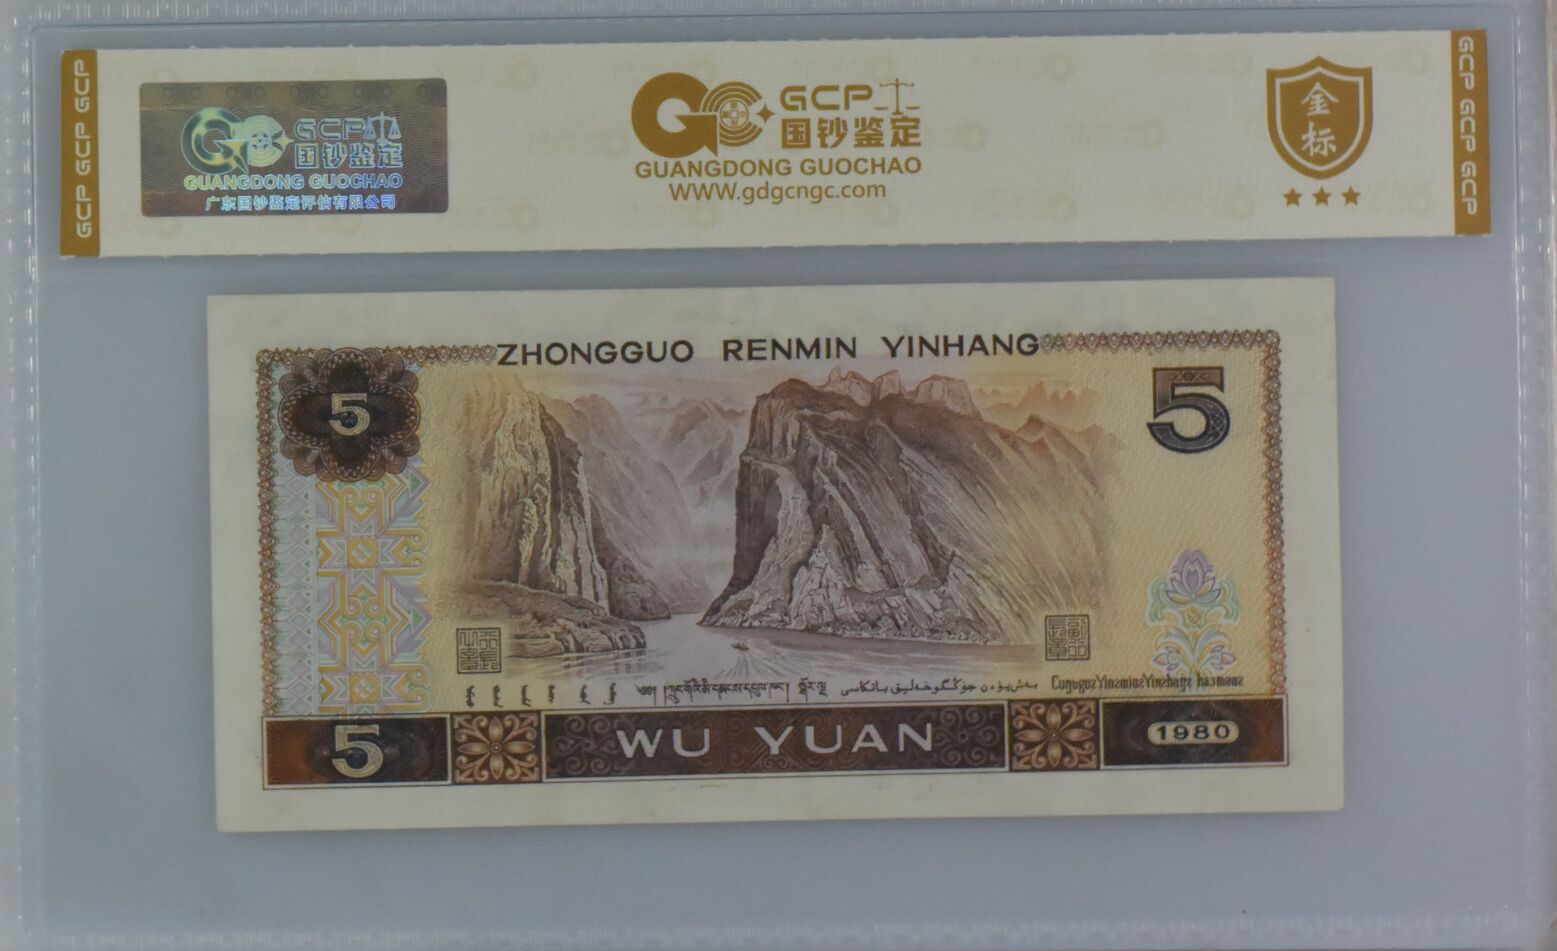 GCP GCP GCP
GCP
国钞鉴定
GUANGDONG GUOCHAO
广东国钞鉴定评估有限公司
GCP
国钞鉴定
GUANGDONG GUOCHAO
WWW.gdgcngc.com
金
标
GCP GCP GCP GCP
ZHONGGUO RENMIN YINHANG
5
5
5
WU YUAN
1980